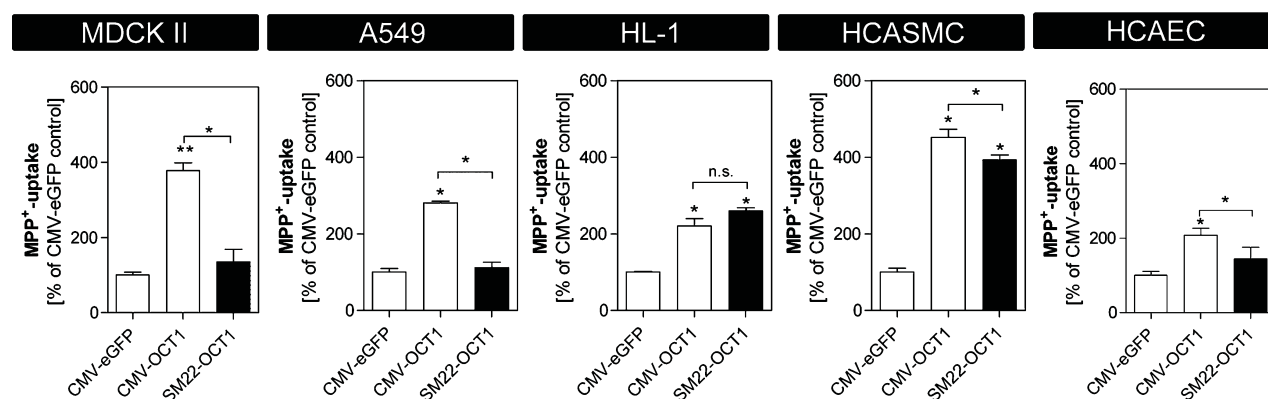 MDCK II
A549
HL-1
HCASMC
HCAEC
MPP+-uptake
[% of CMV-eGFP control]
600
400
200
0
**
*
CMV-eGFP
CMV-OCT1
SM22-OCT1
MPP+-uptake
[% of CMV-eGFP control]
600
400
200
0
*
*
CMV-eGFP
CMV-OCT1
SM22-OCT1
MPP+-uptake
[% of CMV-eGFP control]
600
400
200
0
n.s.
*
*
CMV-eGFP
CMV-OCT1
SM22-OCT1
MPP+-uptake
[% of CMV-eGFP control]
600
400
200
0
*
*
*
CMV-eGFP
CMV-OCT1
SM22-OCT1
MPP+-uptake
[% of CMV-eGFP control]
600
400
200
0
*
*
CMV-eGFP
CMV-OCT1
SM22-OCT1